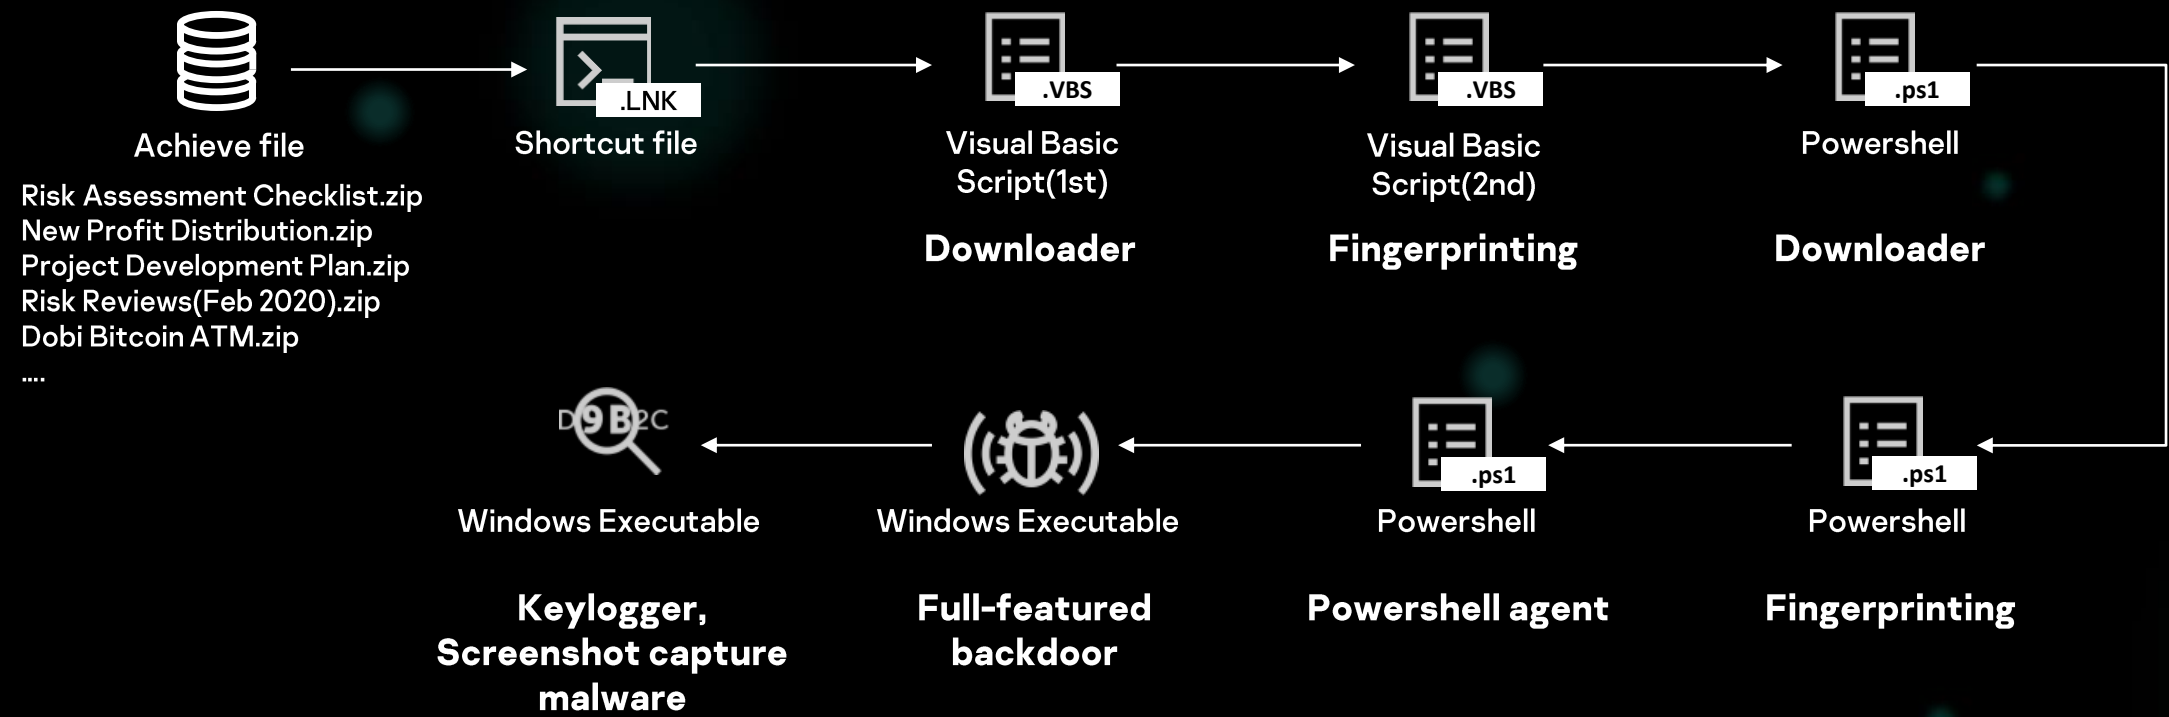 .LNK
.VBS
.VBS
.ps1
.ps1
Achieve file
Shortcut file
Visual Basic
Script(1st)
Visual Basic
Script(2nd)
Powershell
Risk Assessment Checklist.zip
New Profit Distribution.zip
Project Development Plan.zip
Risk Reviews(Feb 2020).zip
Dobi Bitcoin ATM.zip
....
Downloader
Fingerprinting
Downloader
D9B2C
.ps1
Windows Executable
Windows Executable
Powershell
Powershell
Keylogger,
Screenshot capture
malware
Full-featured
backdoor
Powershell agent
Fingerprinting